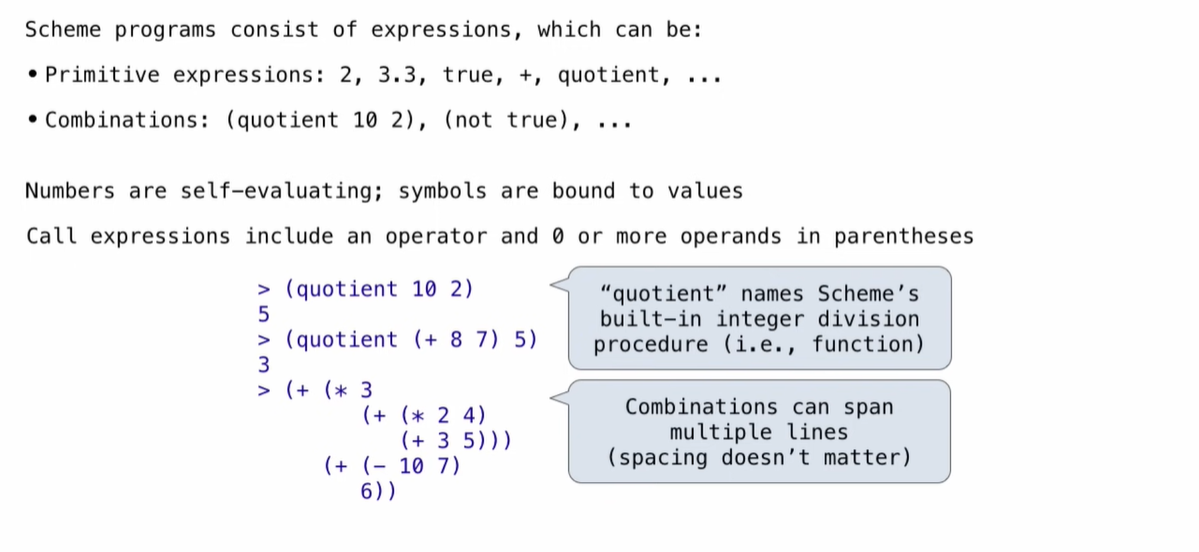 Scheme programs consist of expressions, which can be:
• Primitive expressions: 2, 3.3, true, +, quotient, ...
• Combinations: (quotient 10 2), (not true), ...
Numbers are self-evaluating; symbols are bound to values
Call expressions include an operator and 0 or more operands in parentheses
> (quotient 10 2)
5
> (quotient (+ 8 7) 5)
3
> (+ (* 3
(+ (* 2 4)
(+ 3 5)))
(+ (- 10 7)
6))
“quotient” names Scheme’s
built-in integer division
procedure (i.e., function)
Combinations can span
multiple lines
(spacing doesn’t matter)